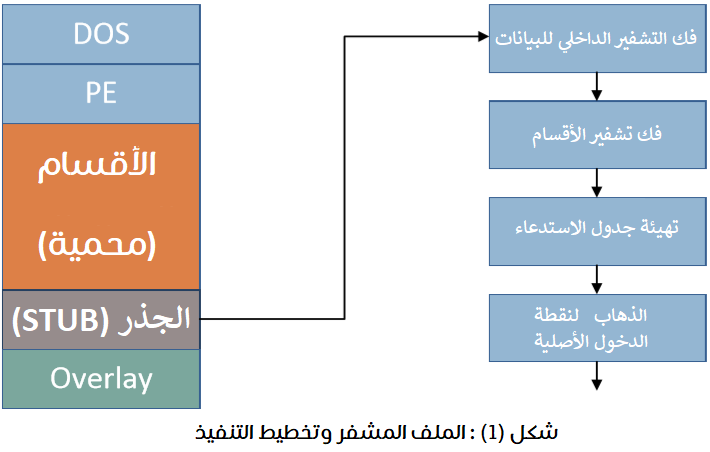 DOS
PE
الأقسام
(محمية)
الجذر (STUB)
Overlay
فك التشفير الداخلي للبيانات
فك تشفير الأقسام
تهيئة جدول الاستدعاء
الذهاب لنقطة
الدخول الأصلية
شكل (1) : الملف المشفر وتخطيط التنفيذ